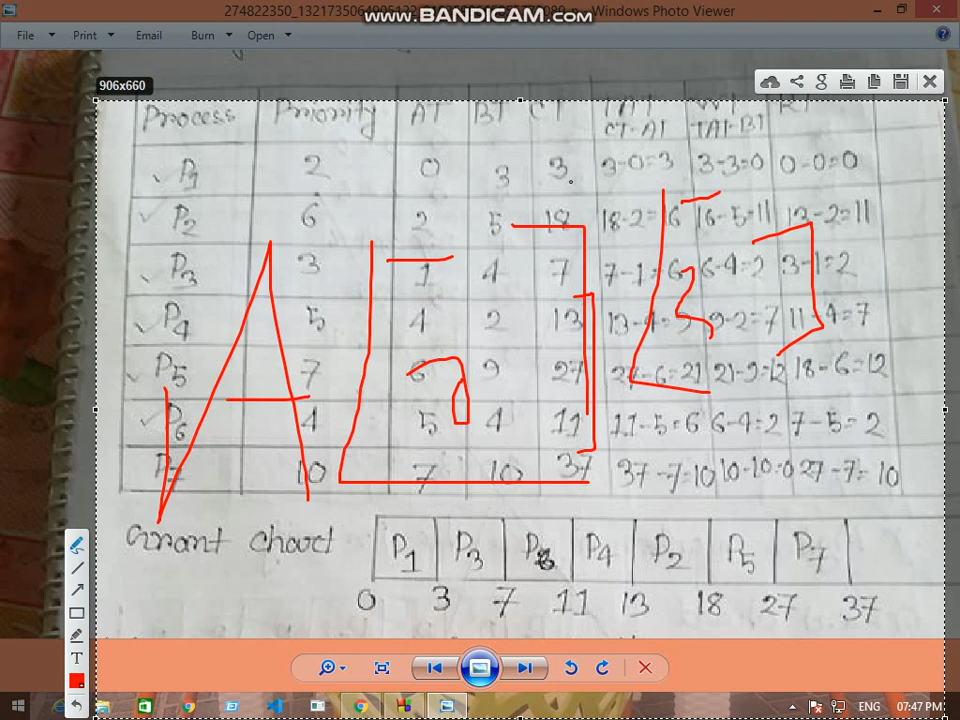 274822350_1321735064995132_ - Windows Photo Viewer
www.BANDICAM.com
File Print Email Burn Open
906x660
Process Priority AT BT CT TAT WT RT
CT-AT TAT-BT
P1 2 0 3 3 3-0=3 3-3=0 0-0=0
P2 6 2 5 18 18-2=16 16-5=11 13-2=11
P3 3 1 4 7 7-1=6 6-4=2 3-1=2
P4 5 4 2 13 13-4=9 9-2=7 11-4=7
P5 7 6 9 27 27-6=21 21-9=12 18-6=12
P6 4 5 4 11 11-5=6 6-4=2 7-5=2
P7 10 7 10 37 37-7=10 10-10=0 27-7=10
Gnant chard P1 P3 P6 P4 P2 P5 P7
0 3 7 11 13 18 27 37
T
ENG 07:47 PM